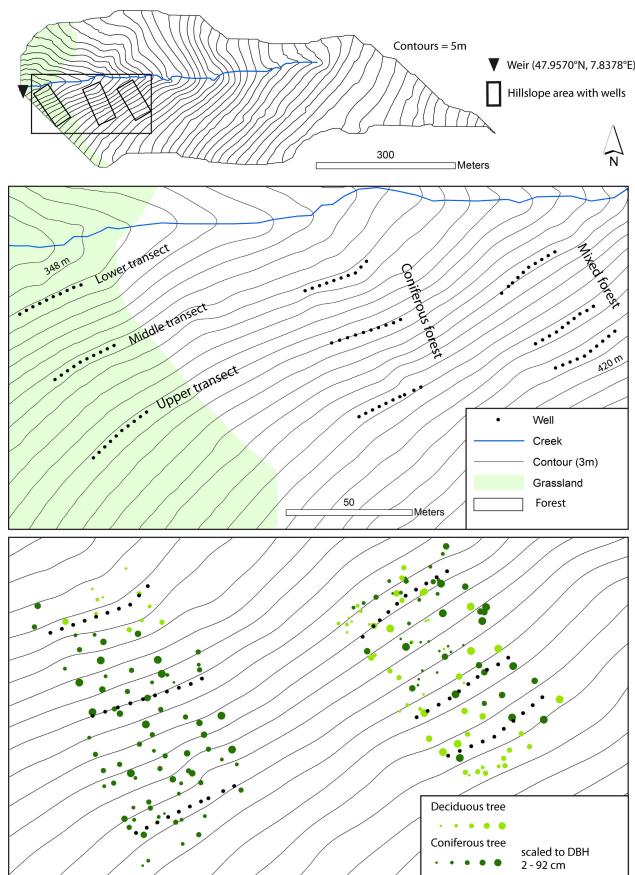 Contours = 5m
Weir (47.9570°N, 7.8378°E)
Hillslope area with wells
300
Meters
N
348 m
Lower transect
Middle transect
Upper transect
Coniferous forest
Mixed forest
420 m
Well
Creek
Contour (3m)
Grassland
Forest
50
Meters
Deciduous tree
Coniferous tree
scaled to DBH
2 - 92 cm